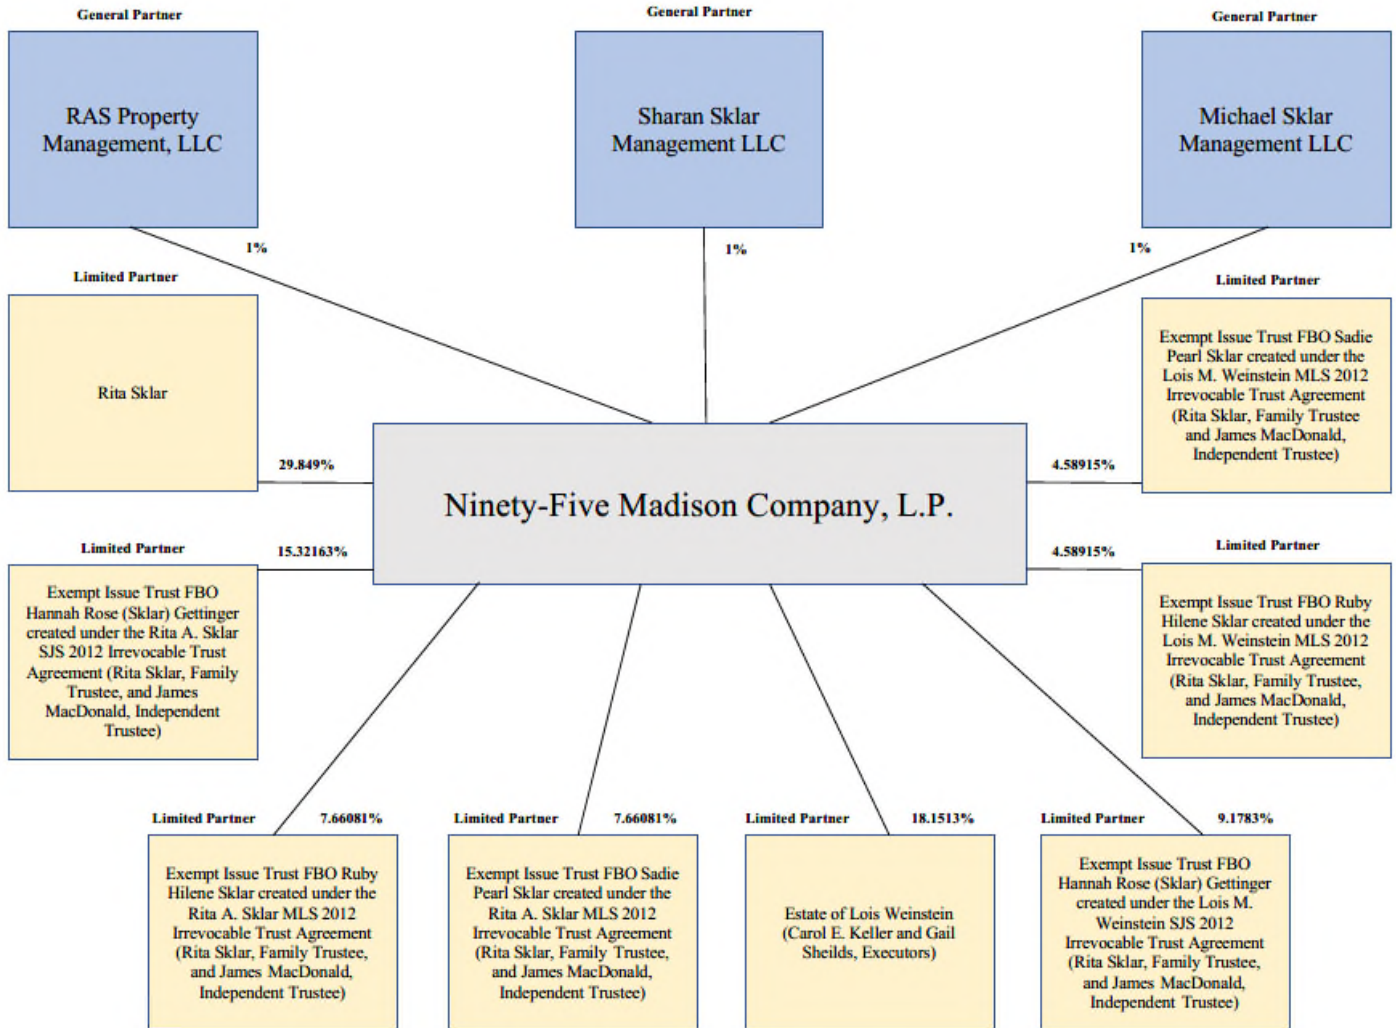 General Partner
RAS Property
Management, LLC
1%
General Partner
Sharan Sklar
Management LLC
1%
General Partner
Michael Sklar
Management LLC
1%
Limited Partner
Rita Sklar
29.849%
Ninety-Five Madison Company, L.P.
Limited Partner
Exempt Issue Trust FBO Sadie
Pearl Sklar created under the
Lois M. Weinstein MLS 2012
Irrevocable Trust Agreement
(Rita Sklar, Family Trustee
and James MacDonald,
Independent Trustee)
4.58915%
Limited Partner
15.32163%
Exempt Issue Trust FBO
Hannah Rose (Sklar) Gettinger
created under the Rita A. Sklar
SJS 2012 Irrevocable Trust
Agreement (Rita Sklar, Family
Trustee, and James
MacDonald, Independent
Trustee)
4.58915%
Limited Partner
Exempt Issue Trust FBO Ruby
Hilene Sklar created under the
Lois M. Weinstein MLS 2012
Irrevocable Trust Agreement
(Rita Sklar, Family Trustee,
and James MacDonald,
Independent Trustee)
Limited Partner
7.66081%
Exempt Issue Trust FBO Ruby
Hilene Sklar created under the
Rita A. Sklar MLS 2012
Irrevocable Trust Agreement
(Rita Sklar, Family Trustee,
and James MacDonald,
Independent Trustee)
Limited Partner
7.66081%
Exempt Issue Trust FBO Sadie
Pearl Sklar created under the
Rita A. Sklar MLS 2012
Irrevocable Trust Agreement
(Rita Sklar, Family Trustee,
and James MacDonald,
Independent Trustee)
Limited Partner
18.1513%
Estate of Lois Weinstein
(Carol E. Keller and Gail
Sheilds, Executors)
Limited Partner
9.1783%
Exempt Issue Trust FBO
Hannah Rose (Sklar) Gettinger
created under the Lois M.
Weinstein SJS 2012
Irrevocable Trust Agreement
(Rita Sklar, Family Trustee,
and James MacDonald,
Independent Trustee)